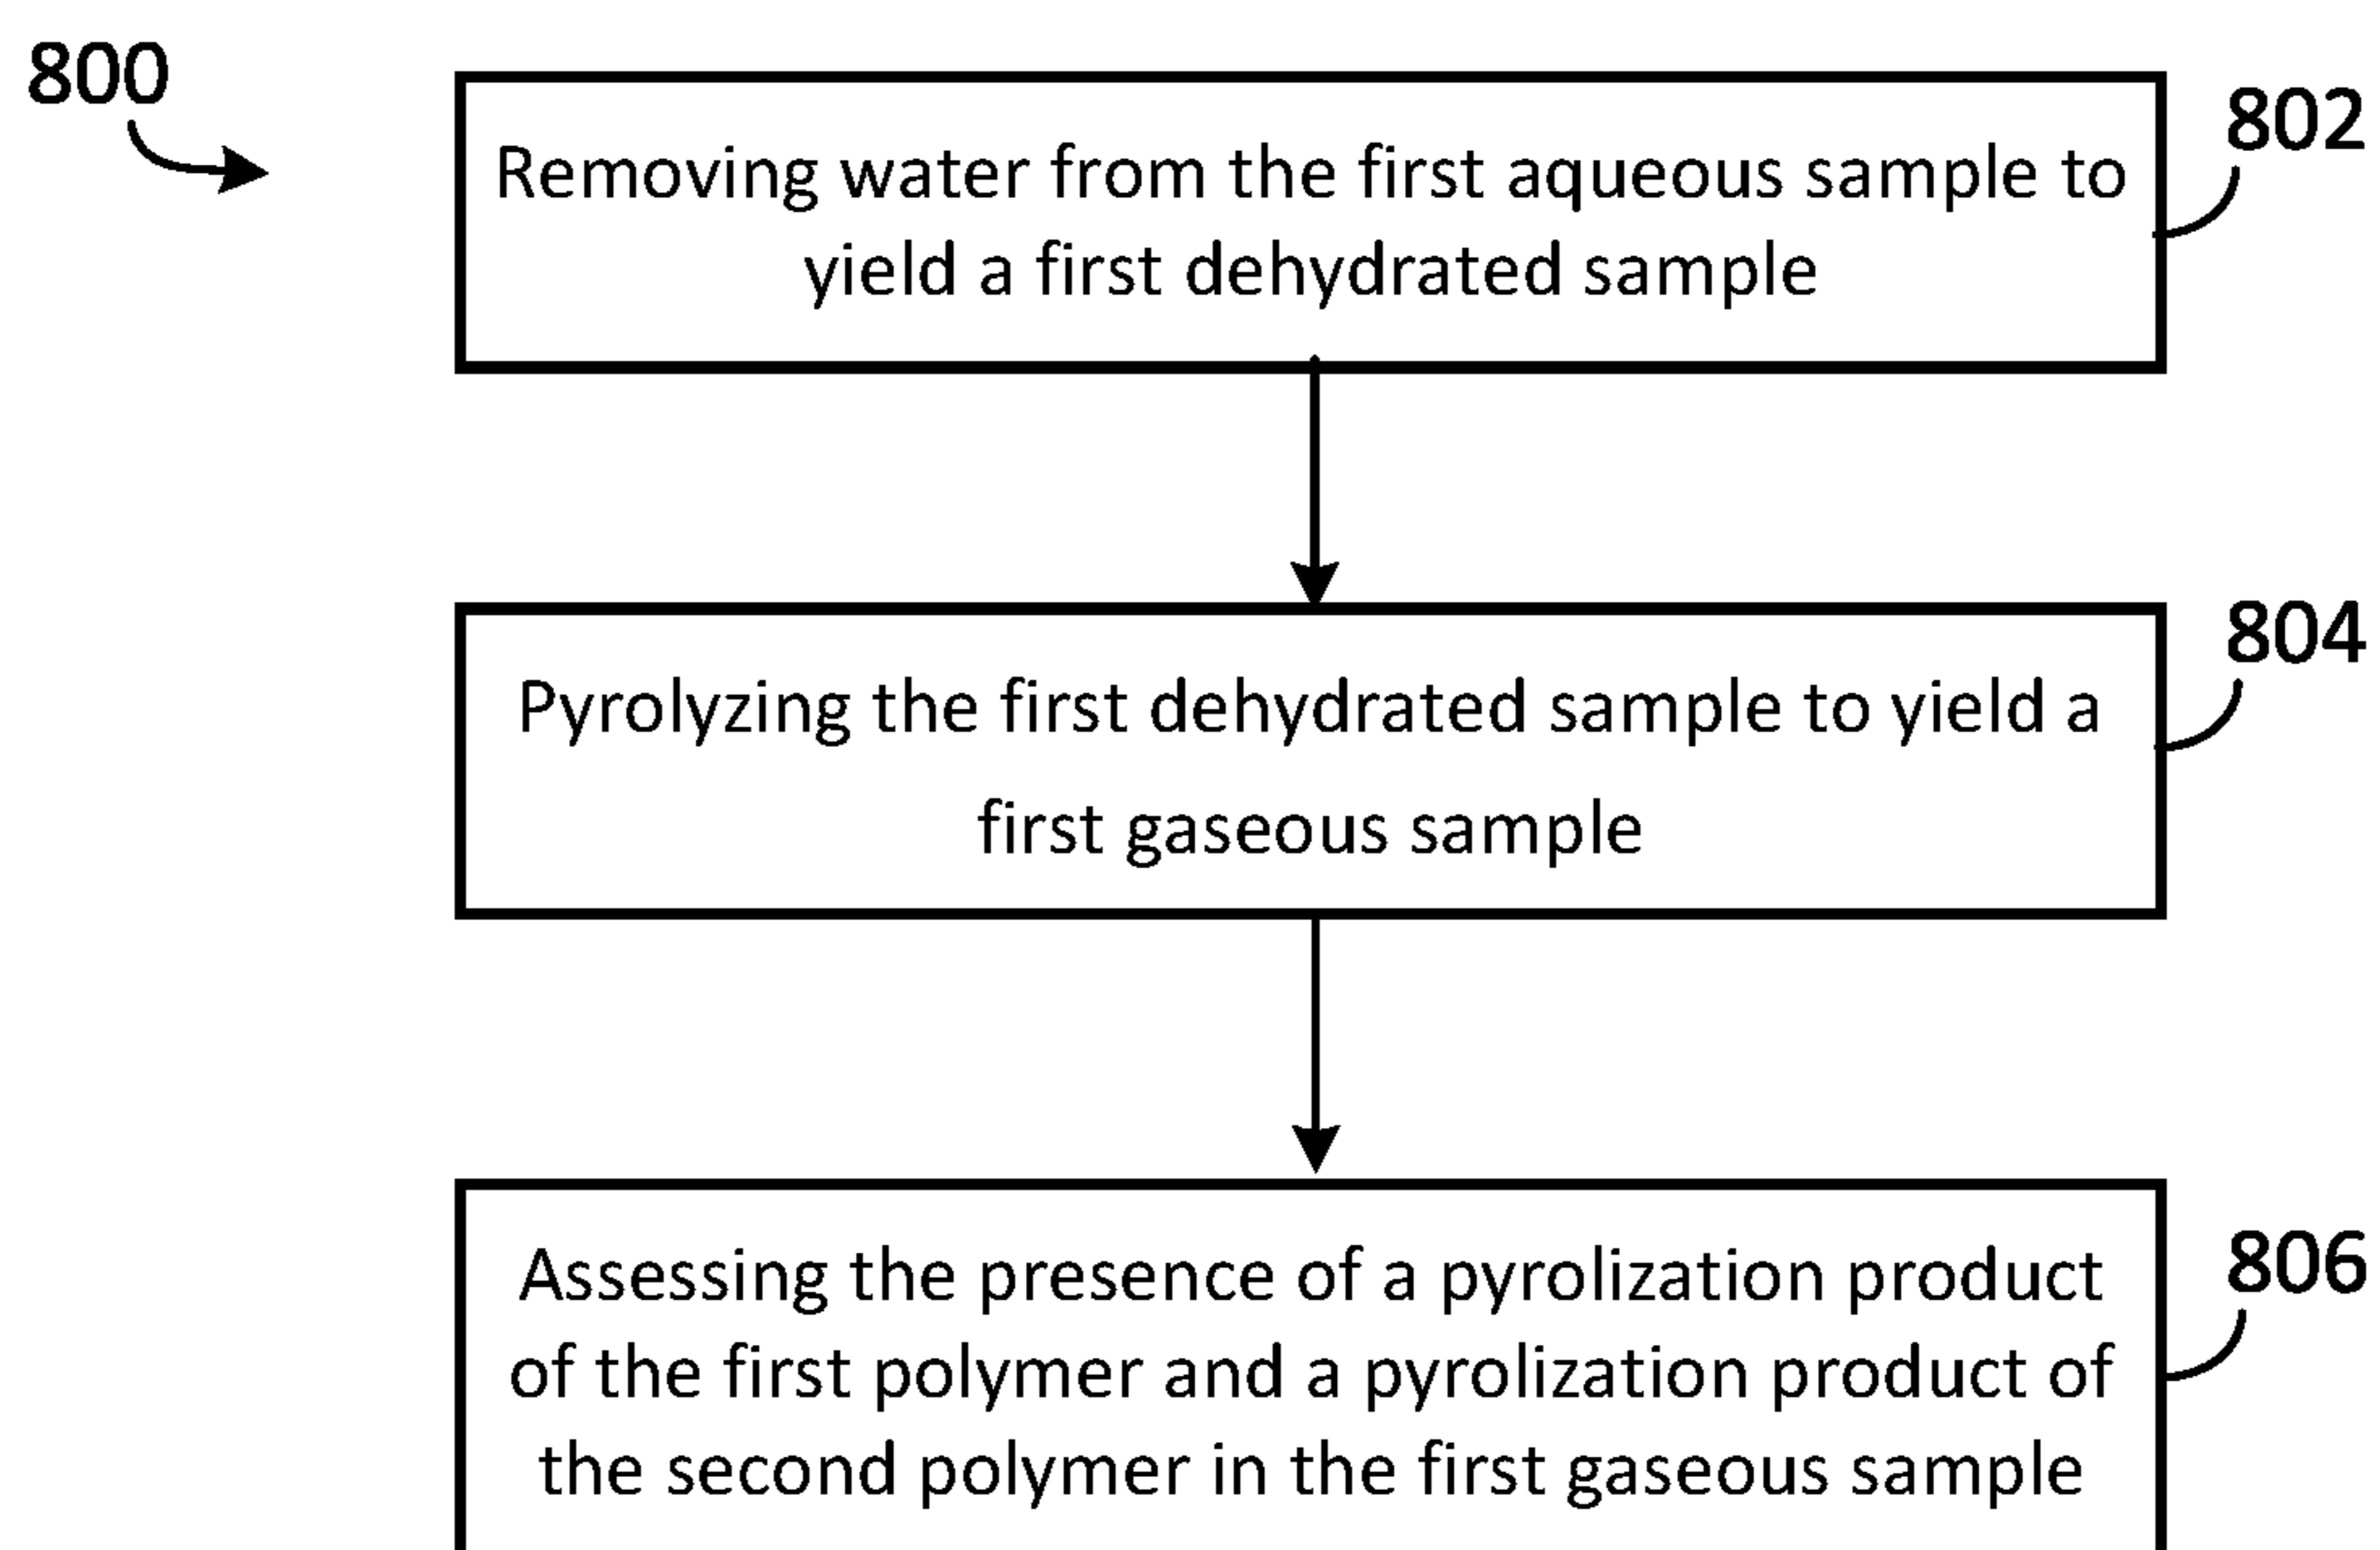 800
802
Removing water from the first aqueous sample to
yield a first dehydrated sample
804
Pyrolyzing the first dehydrated sample to yield a
first gaseous sample
806
Assessing the presence of a pyrolization product
of the first polymer and a pyrolization product of
the second polymer in the first gaseous sample